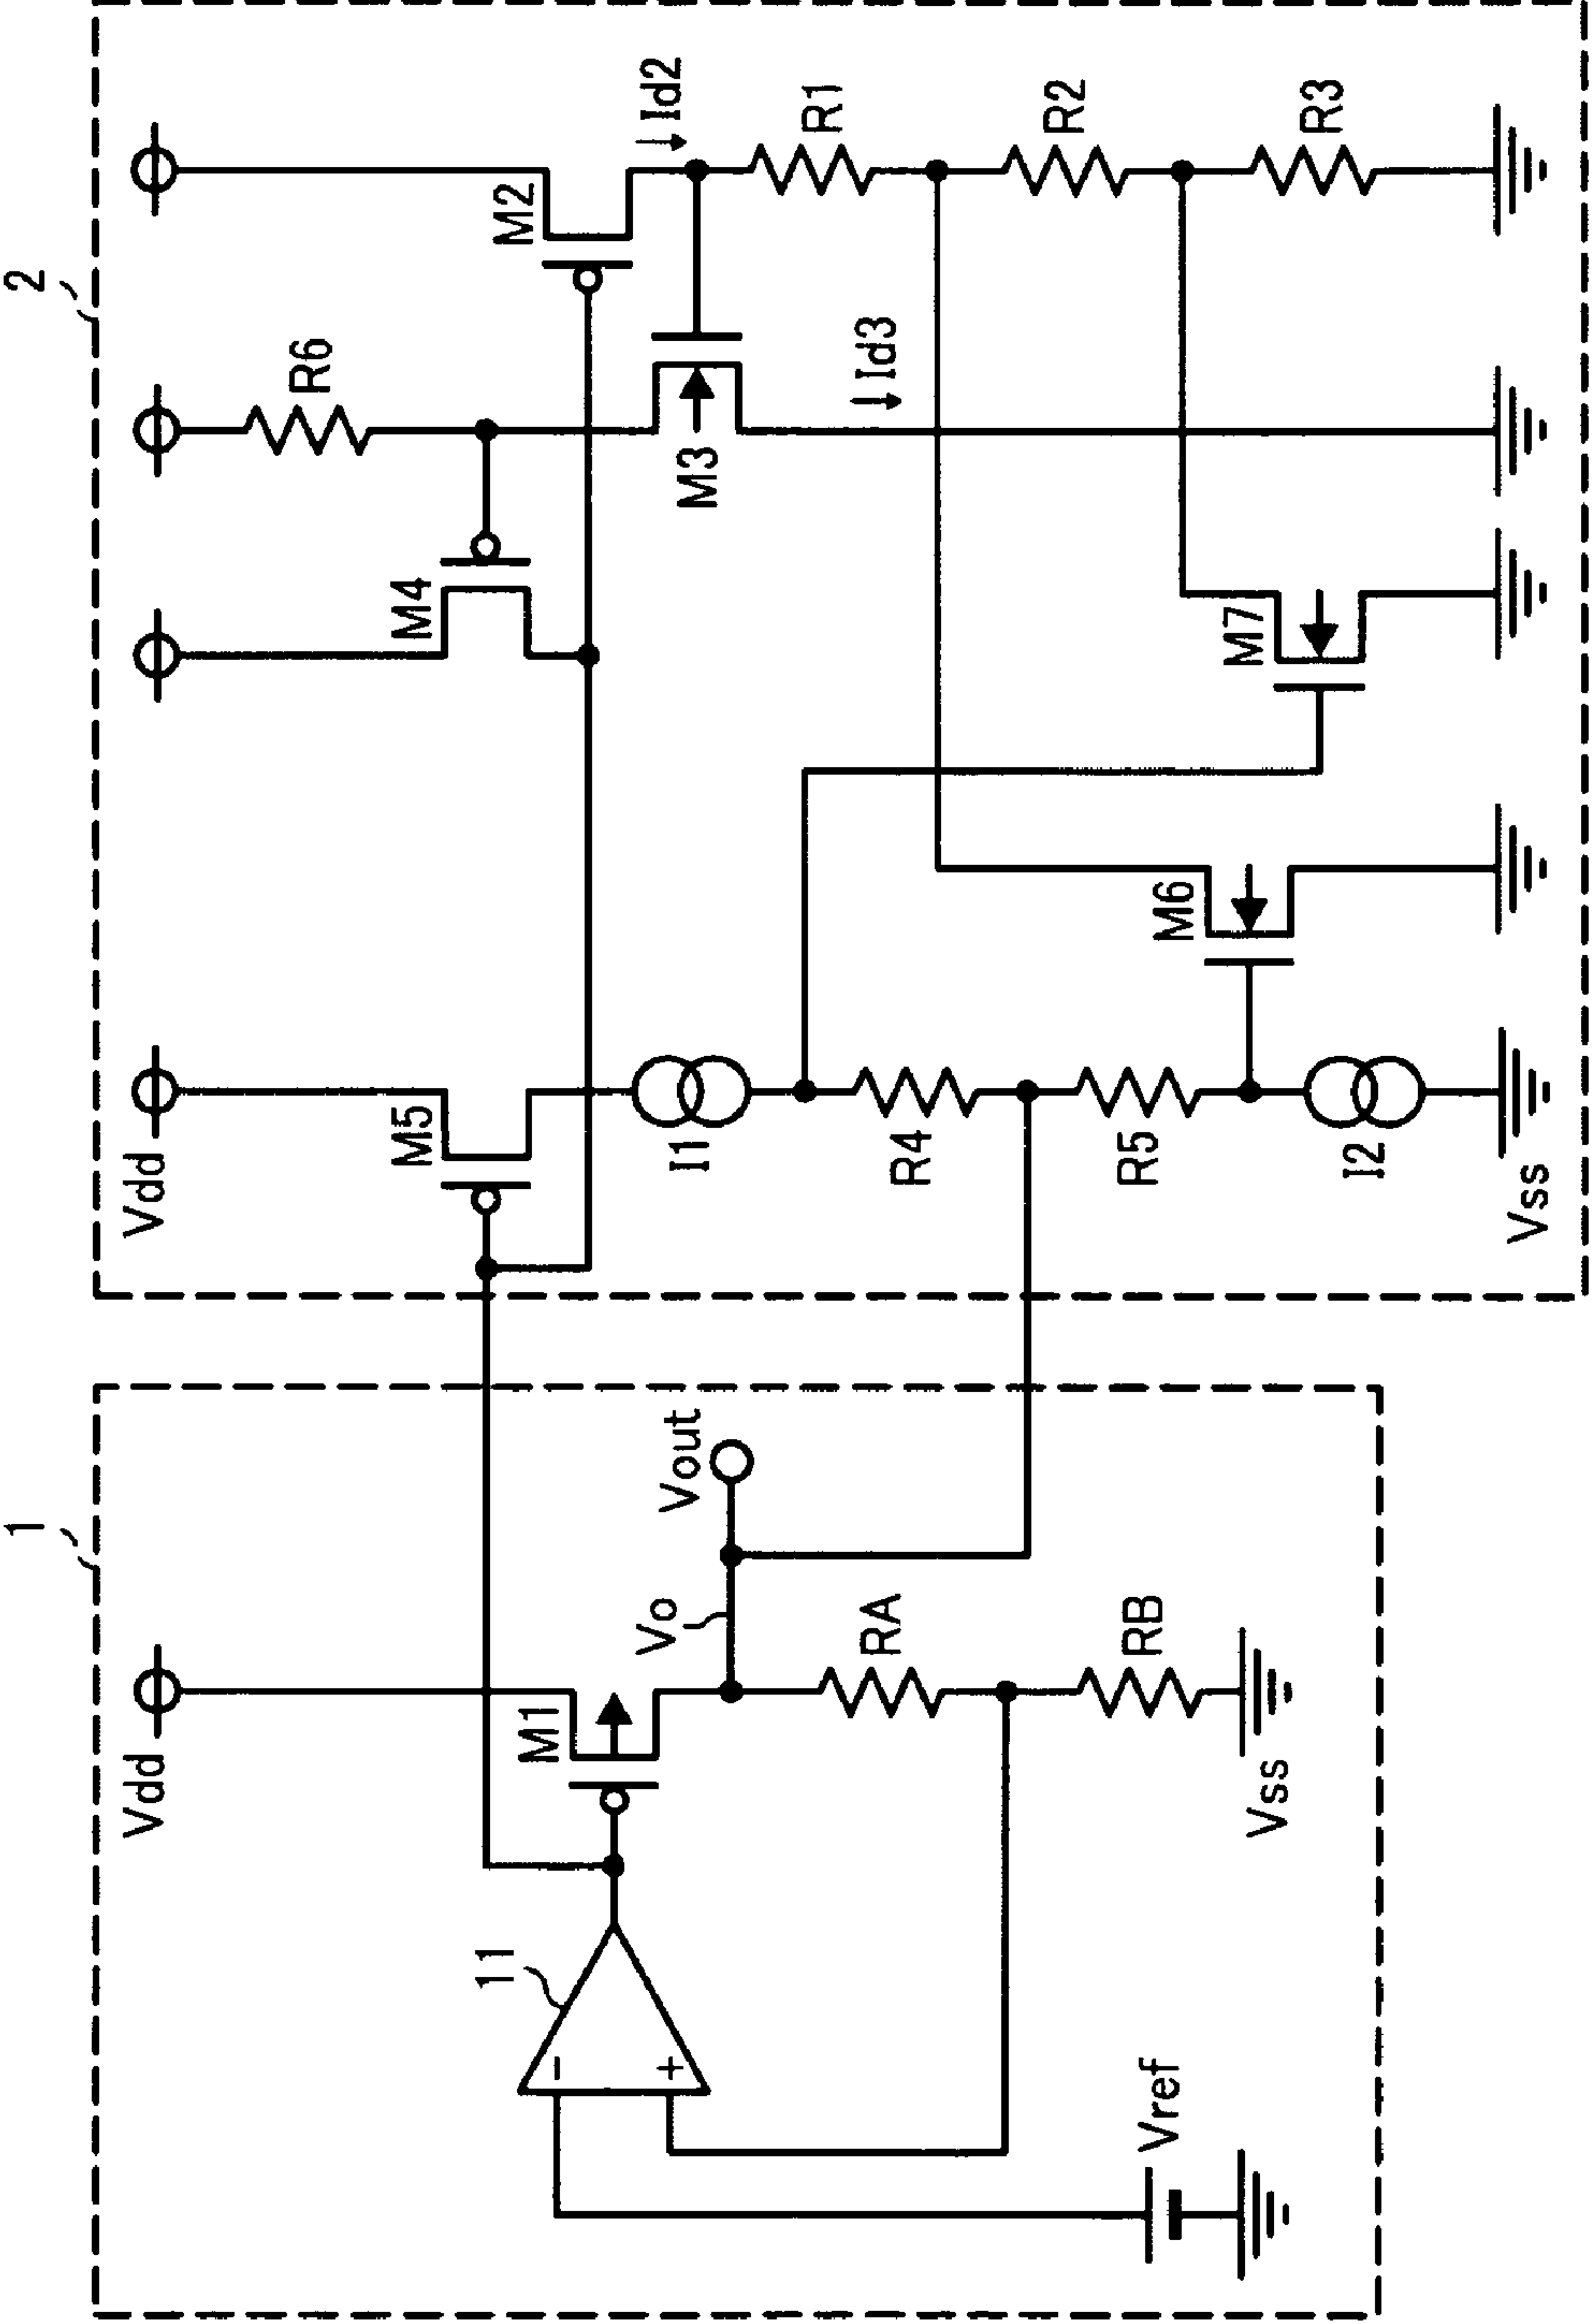 1
Vdd
M1
11
−
+
Vo
Vout
RA
RB
Vref
Vss
2
Vdd
M5
M4
R6
M2
Id2
M3
Id3
I1
R1
R4
R2
R5
M6
M7
R3
I2
Vss